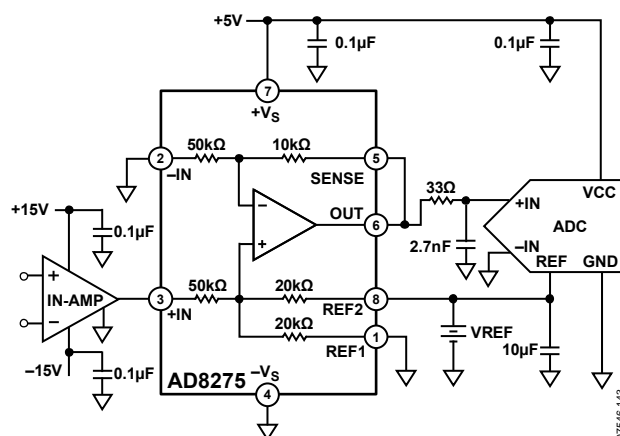 +5V
0.1µF
0.1µF
7
+VS
50kΩ
10kΩ
2
–IN
5
SENSE
VCC
+15V
0.1µF
–
+
OUT
6
33Ω
+IN
ADC
–IN
2.7nF
REF
GND
+
IN-AMP
–
50kΩ
20kΩ
3
+IN
REF2
8
20kΩ
REF1
1
VREF
10µF
–15V
0.1µF
AD8275
–VS
4
07546-142